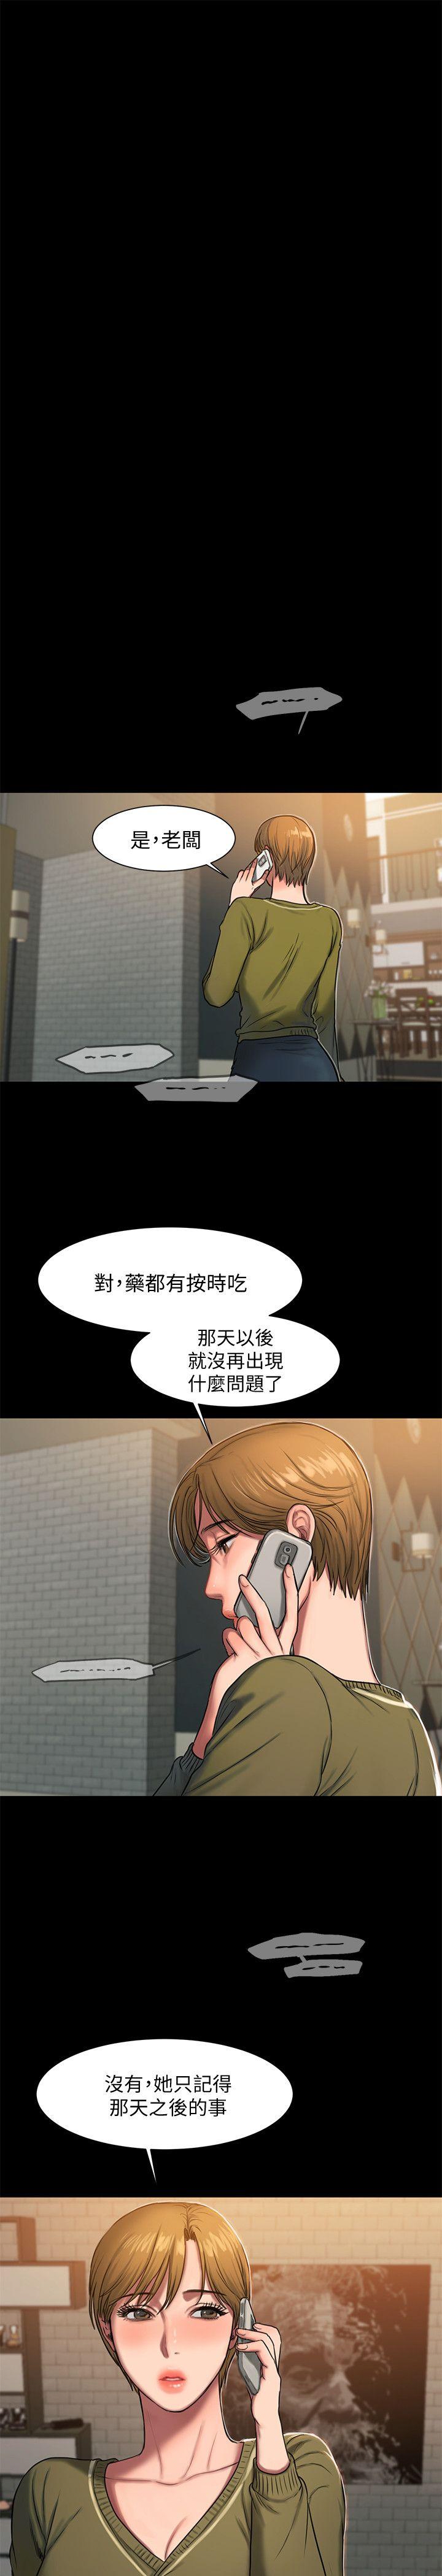 是，老闆
對，藥都有按時吃
那天以後
就沒再出現
什麼問題了
沒有，她只記得
那天之後的事